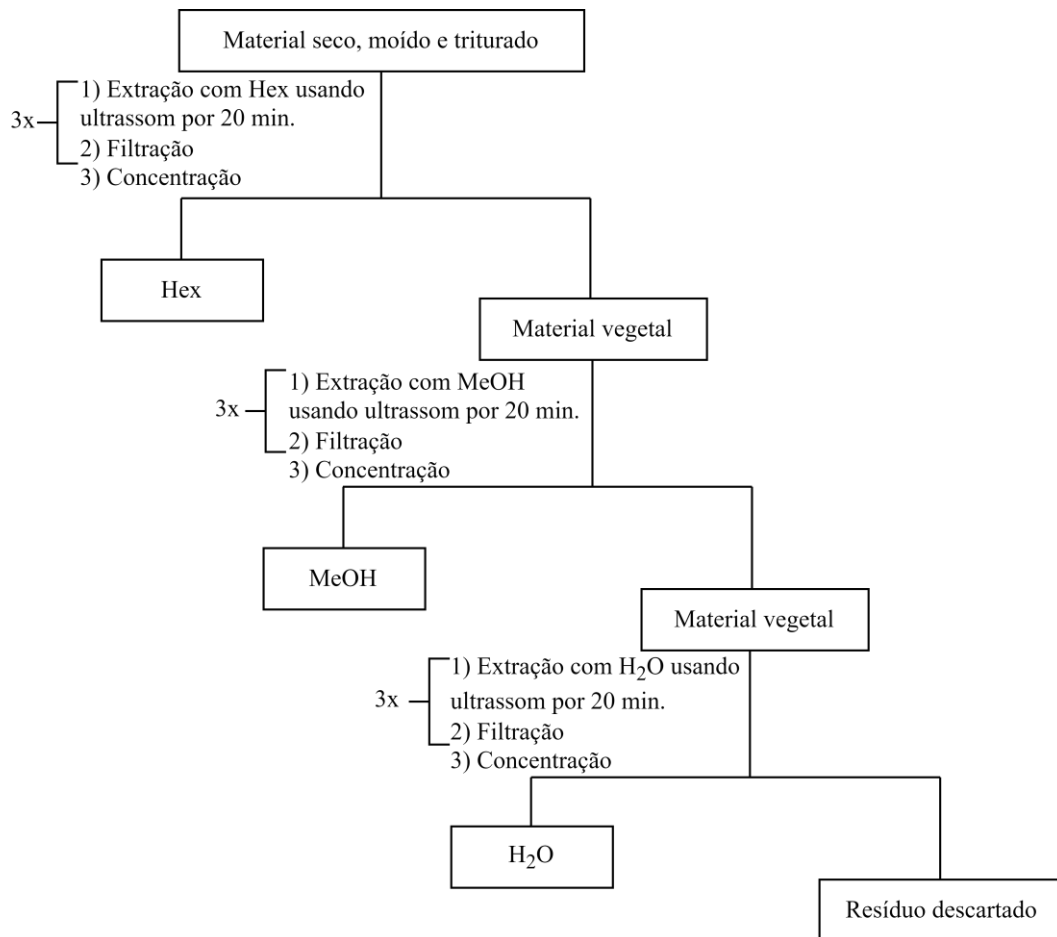 Material seco, moído e triturado
1) Extração com Hex usando
ultrassom por 20 min.
3x
2) Filtração
3) Concentração
Hex
Material vegetal
1) Extração com MeOH
usando ultrassom por 20 min.
3x
2) Filtração
3) Concentração
MeOH
Material vegetal
1) Extração com H₂O usando
ultrassom por 20 min.
3x
2) Filtração
3) Concentração
H₂O
Resíduo descartado